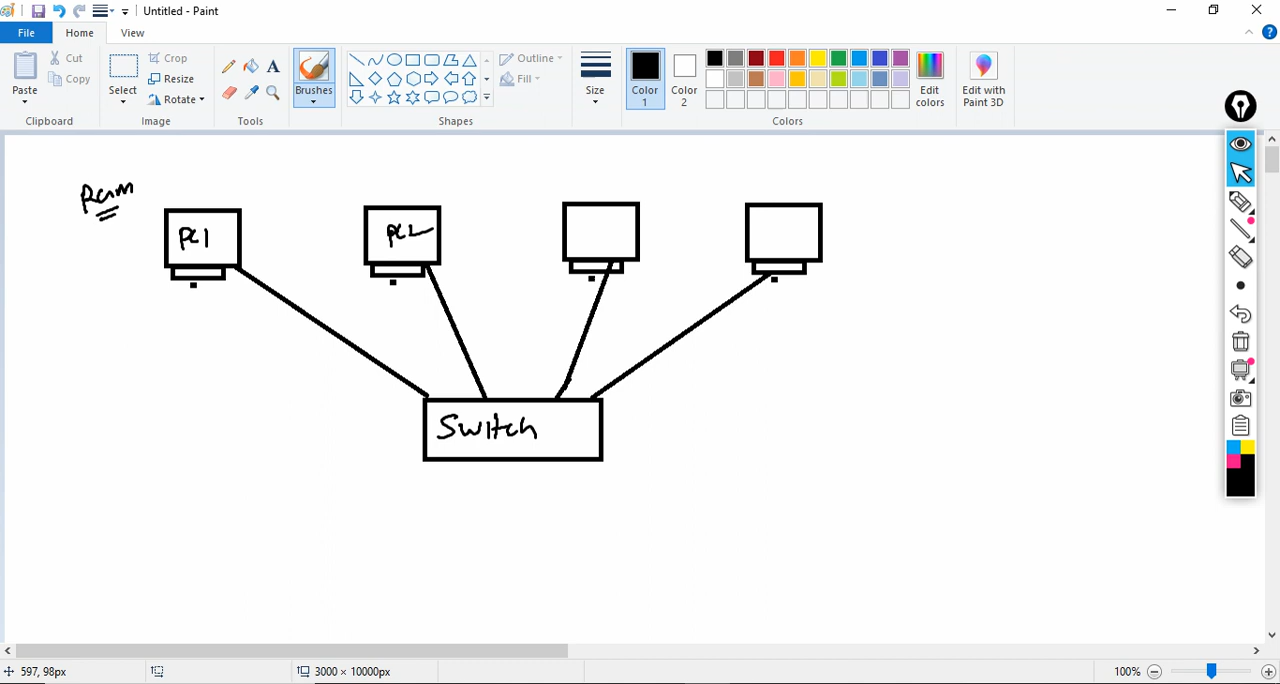 Untitled - Paint
File Home View
Paste
Cut
Copy
Clipboard
Select
Crop
Resize
Rotate
Image
Tools
Brushes
Outline
Fill
Shapes
Size
Color 1
Color 2
Edit colors
Colors
Edit with Paint 3D
Ram
PC1
PC2
Switch
597, 98px
3000 × 10000px
100%